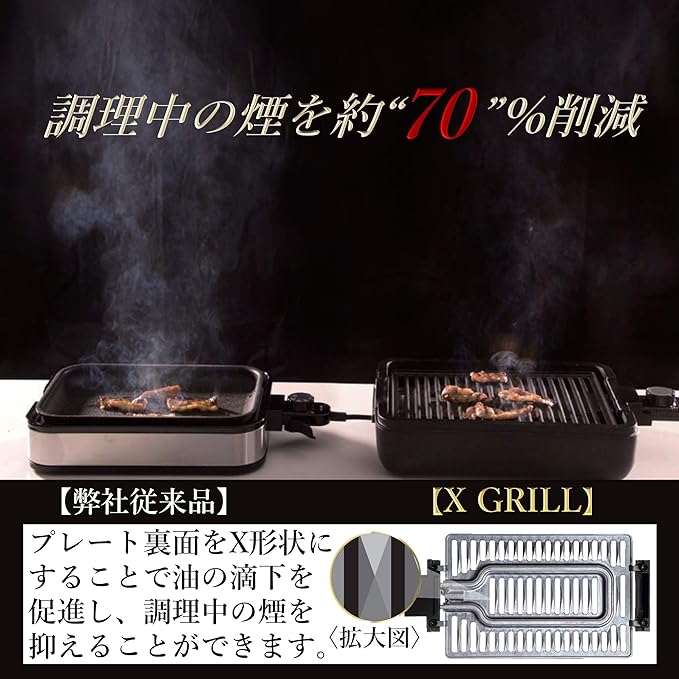 調理中の煙を約“70”%削減
【弊社従来品】
【X GRILL】
プレート裏面をX形状に
することで油の滴下を
促進し、調理中の煙を
抑えることができます。
〈拡大図〉